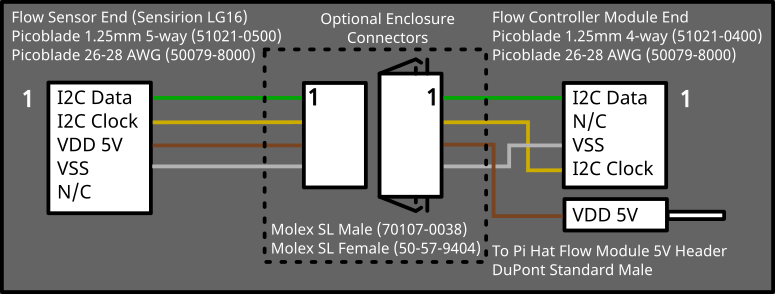 Flow Sensor End (Sensirion LG16)
Picoblade 1.25mm 5-way (51021-0500)
Picoblade 26-28 AWG (50079-8000)
Optional Enclosure
Connectors
Flow Controller Module End
Picoblade 1.25mm 4-way (51021-0400)
Picoblade 26-28 AWG (50079-8000)
1
I2C Data
I2C Clock
VDD 5V
VSS
N/C
1
1
I2C Data
N/C
VSS
I2C Clock
1
VDD 5V
Molex SL Male (70107-0038)
Molex SL Female (50-57-9404)
To Pi Hat Flow Module 5V Header
DuPont Standard Male